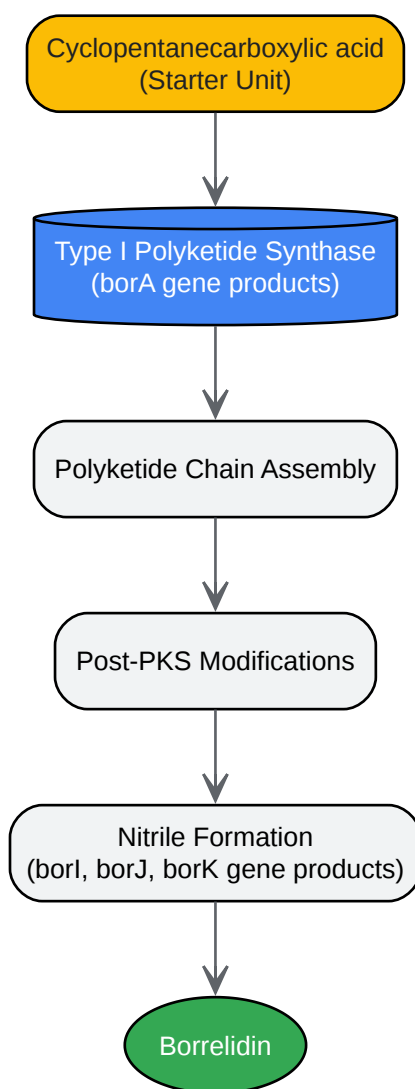 Cyclopentanecarboxylic acid
(Starter Unit)
Type I Polyketide Synthase
(borA gene products)
Polyketide Chain Assembly
Post-PKS Modifications
Nitrile Formation
(borI, borJ, borK gene products)
Borrelidin